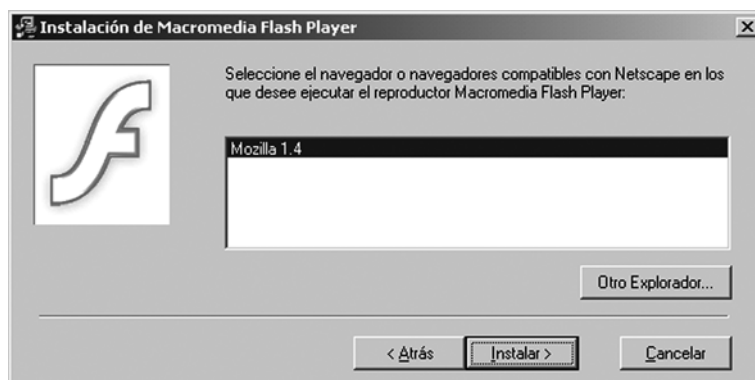 Instalación de Macromedia Flash Player
Seleccione el navegador o navegadores compatibles con Netscape en los
que desee ejecutar el reproductor Macromedia Flash Player:
Mozilla 1.4
Otro Explorador...
< Atrás
Instalar >
Cancelar